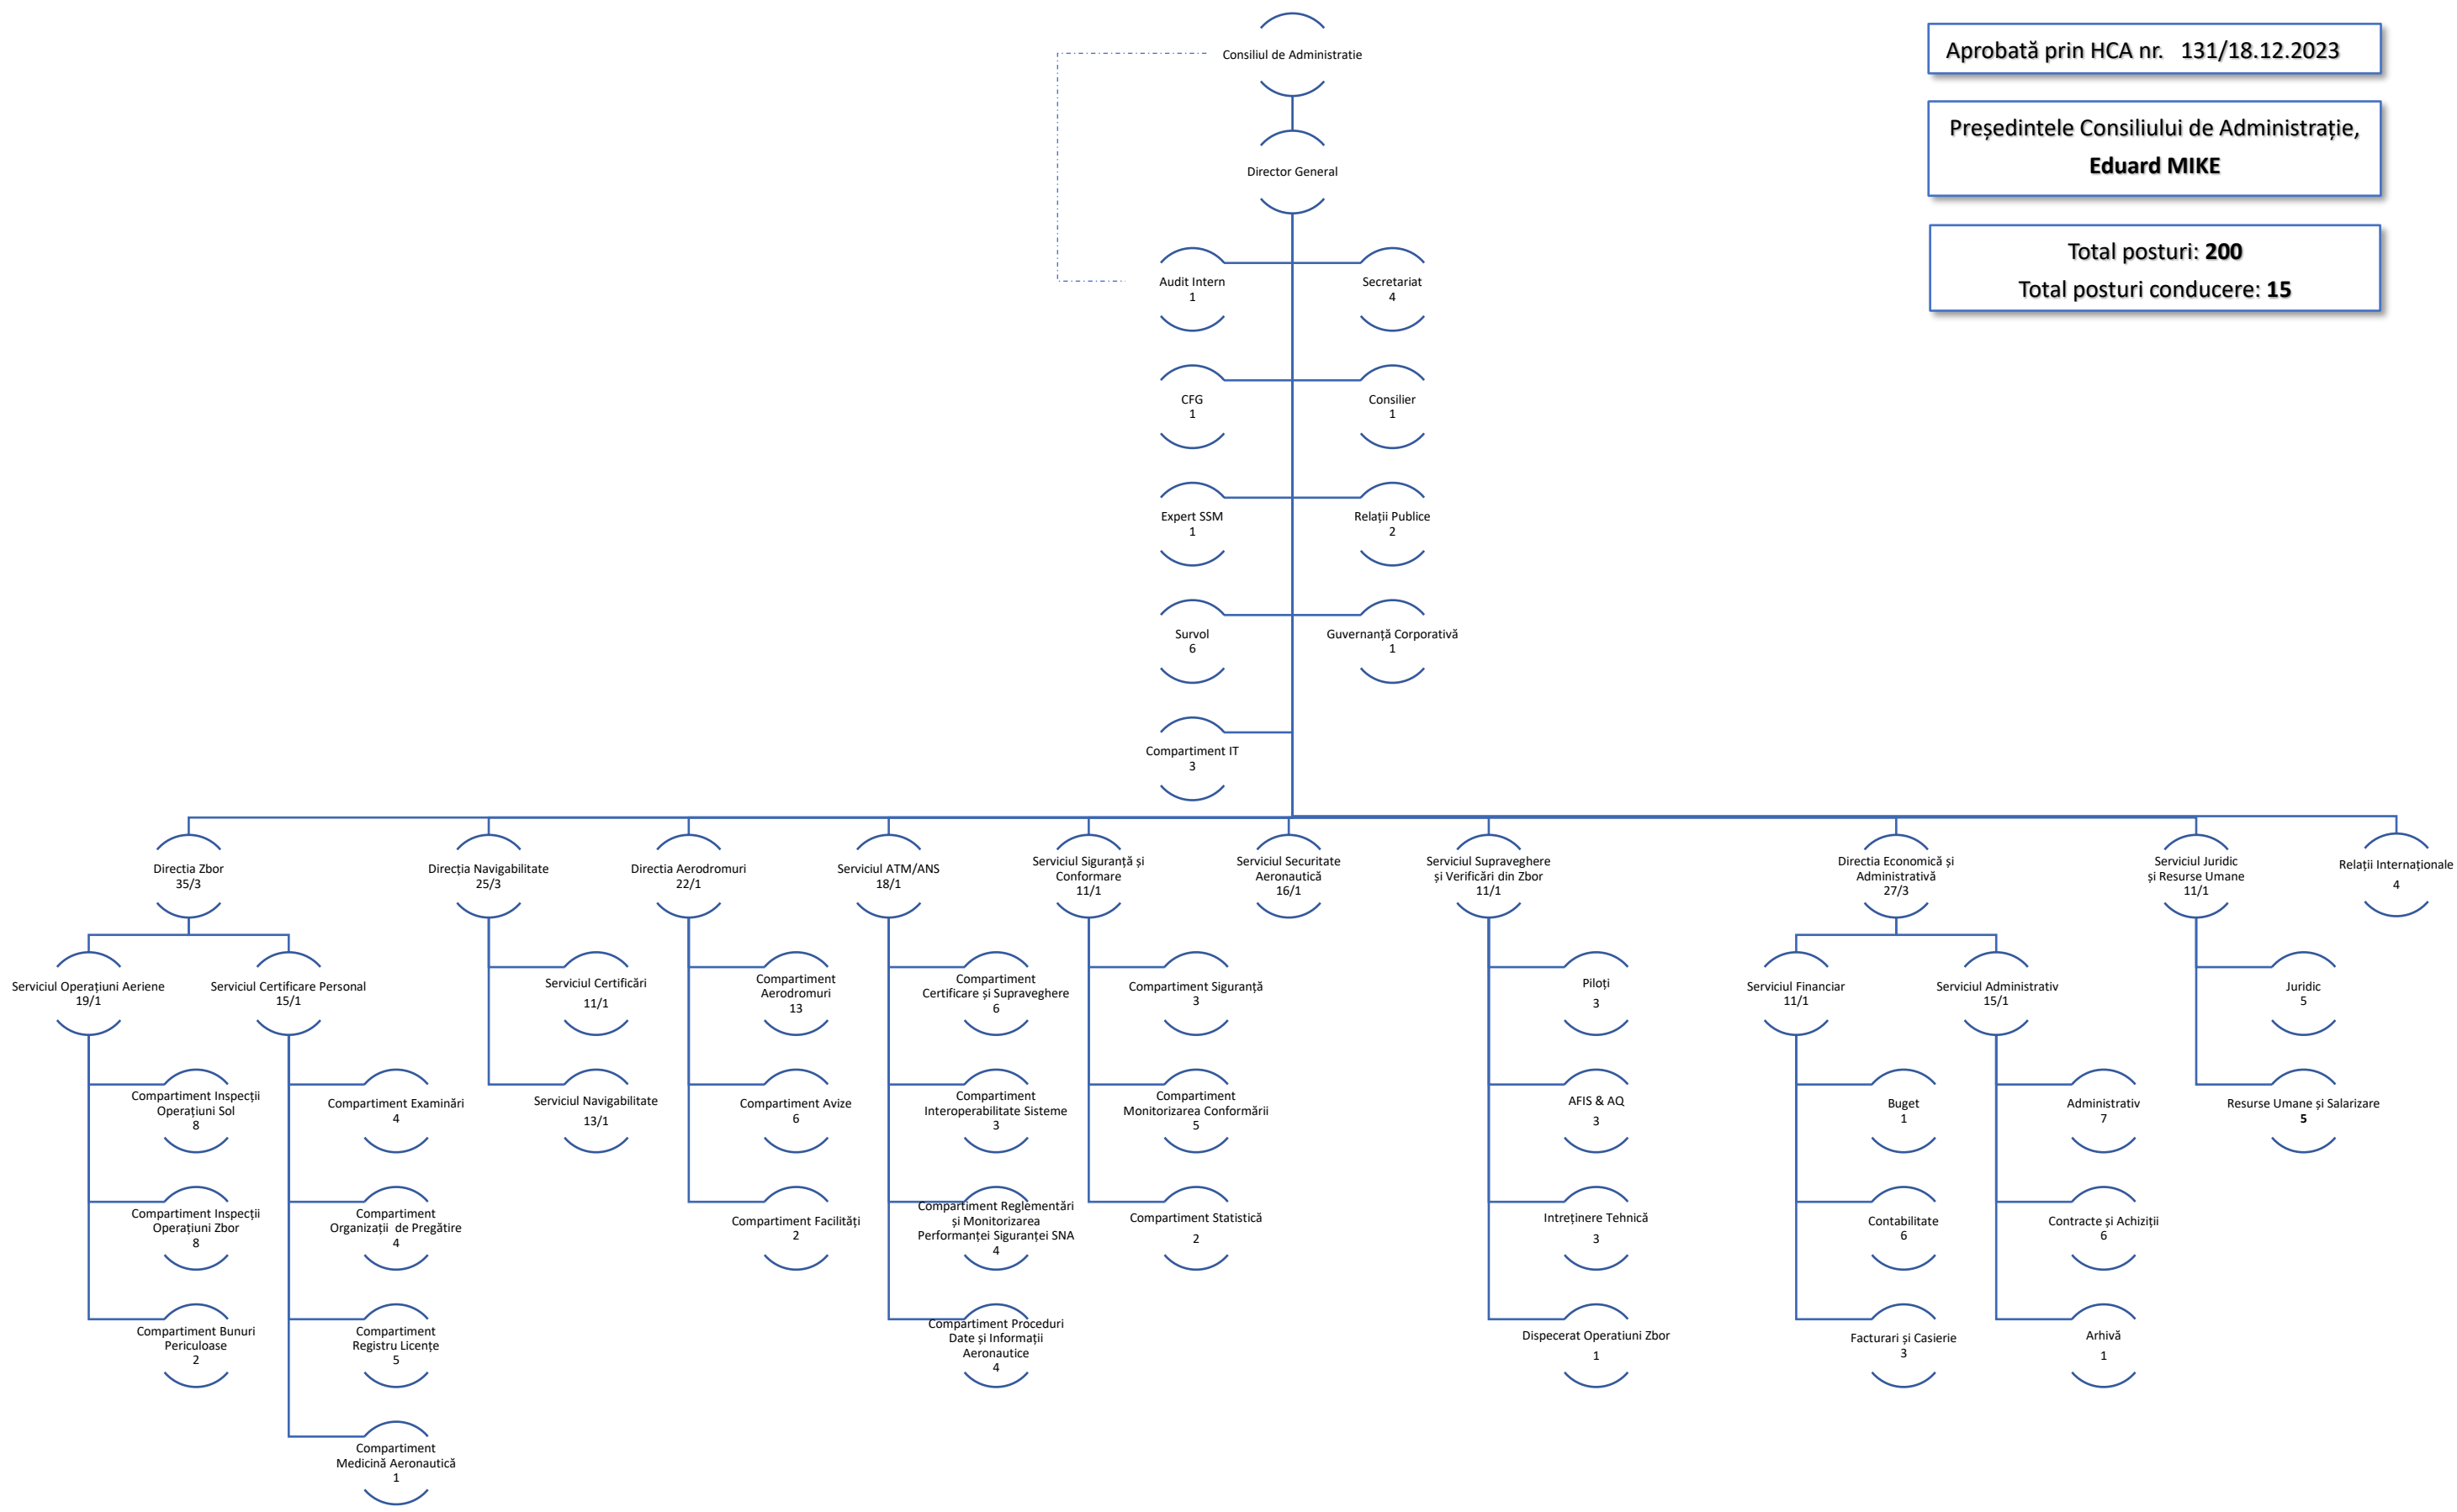 Consiliul de Administratie
Aprobată prin HCA nr. 131/18.12.2023
Președintele Consiliului de Administrație,
Eduard MIKE
Total posturi: 200
Total posturi conducere: 15
Director General
Audit Intern
1
Secretariat
4
CFG
1
Consilier
1
Expert SSM
1
Relații Publice
2
Survol
6
Guvernanță Corporativă
1
Compartiment IT
3
Directia Zbor
35/3
Direcția Navigabilitate
25/3
Directia Aerodromuri
22/1
Serviciul ATM/ANS
18/1
Serviciul Siguranță și
Conformare
11/1
Serviciul Securitate
Aeronautică
16/1
Serviciul Supraveghere
și Verificări din Zbor
11/1
Directia Economică și
Administrativă
27/3
Serviciul Juridic
și Resurse Umane
11/1
Relații Internaționale
4
Serviciul Operațiuni Aeriene
19/1
Serviciul Certificare Personal
15/1
Serviciul Certificări
11/1
Compartiment
Aerodromuri
13
Compartiment
Certificare și Supraveghere
6
Compartiment Siguranță
3
Piloți
3
Serviciul Financiar
11/1
Serviciul Administrativ
15/1
Juridic
5
Compartiment Inspecții
Operațiuni Sol
8
Compartiment Examinări
4
Serviciul Navigabilitate
13/1
Compartiment Avize
6
Compartiment
Interoperabilitate Sisteme
3
Compartiment
Monitorizarea Conformării
5
AFIS & AQ
3
Buget
1
Administrativ
7
Resurse Umane și Salarizare
5
Compartiment Inspecții
Operațiuni Zbor
8
Compartiment
Organizații de Pregătire
4
Compartiment Facilități
2
Compartiment Reglementări
și Monitorizarea
Performanței Siguranței SNA
4
Compartiment Statistică
2
Intreținere Tehnică
3
Contabilitate
6
Contracte și Achiziții
6
Compartiment Bunuri
Periculoase
2
Compartiment
Registru Licențe
5
Compartiment Proceduri
Date și Informații
Aeronautice
4
Dispecerat Operatiuni Zbor
1
Facturari și Casierie
3
Arhivă
1
Compartiment
Medicină Aeronautică
1